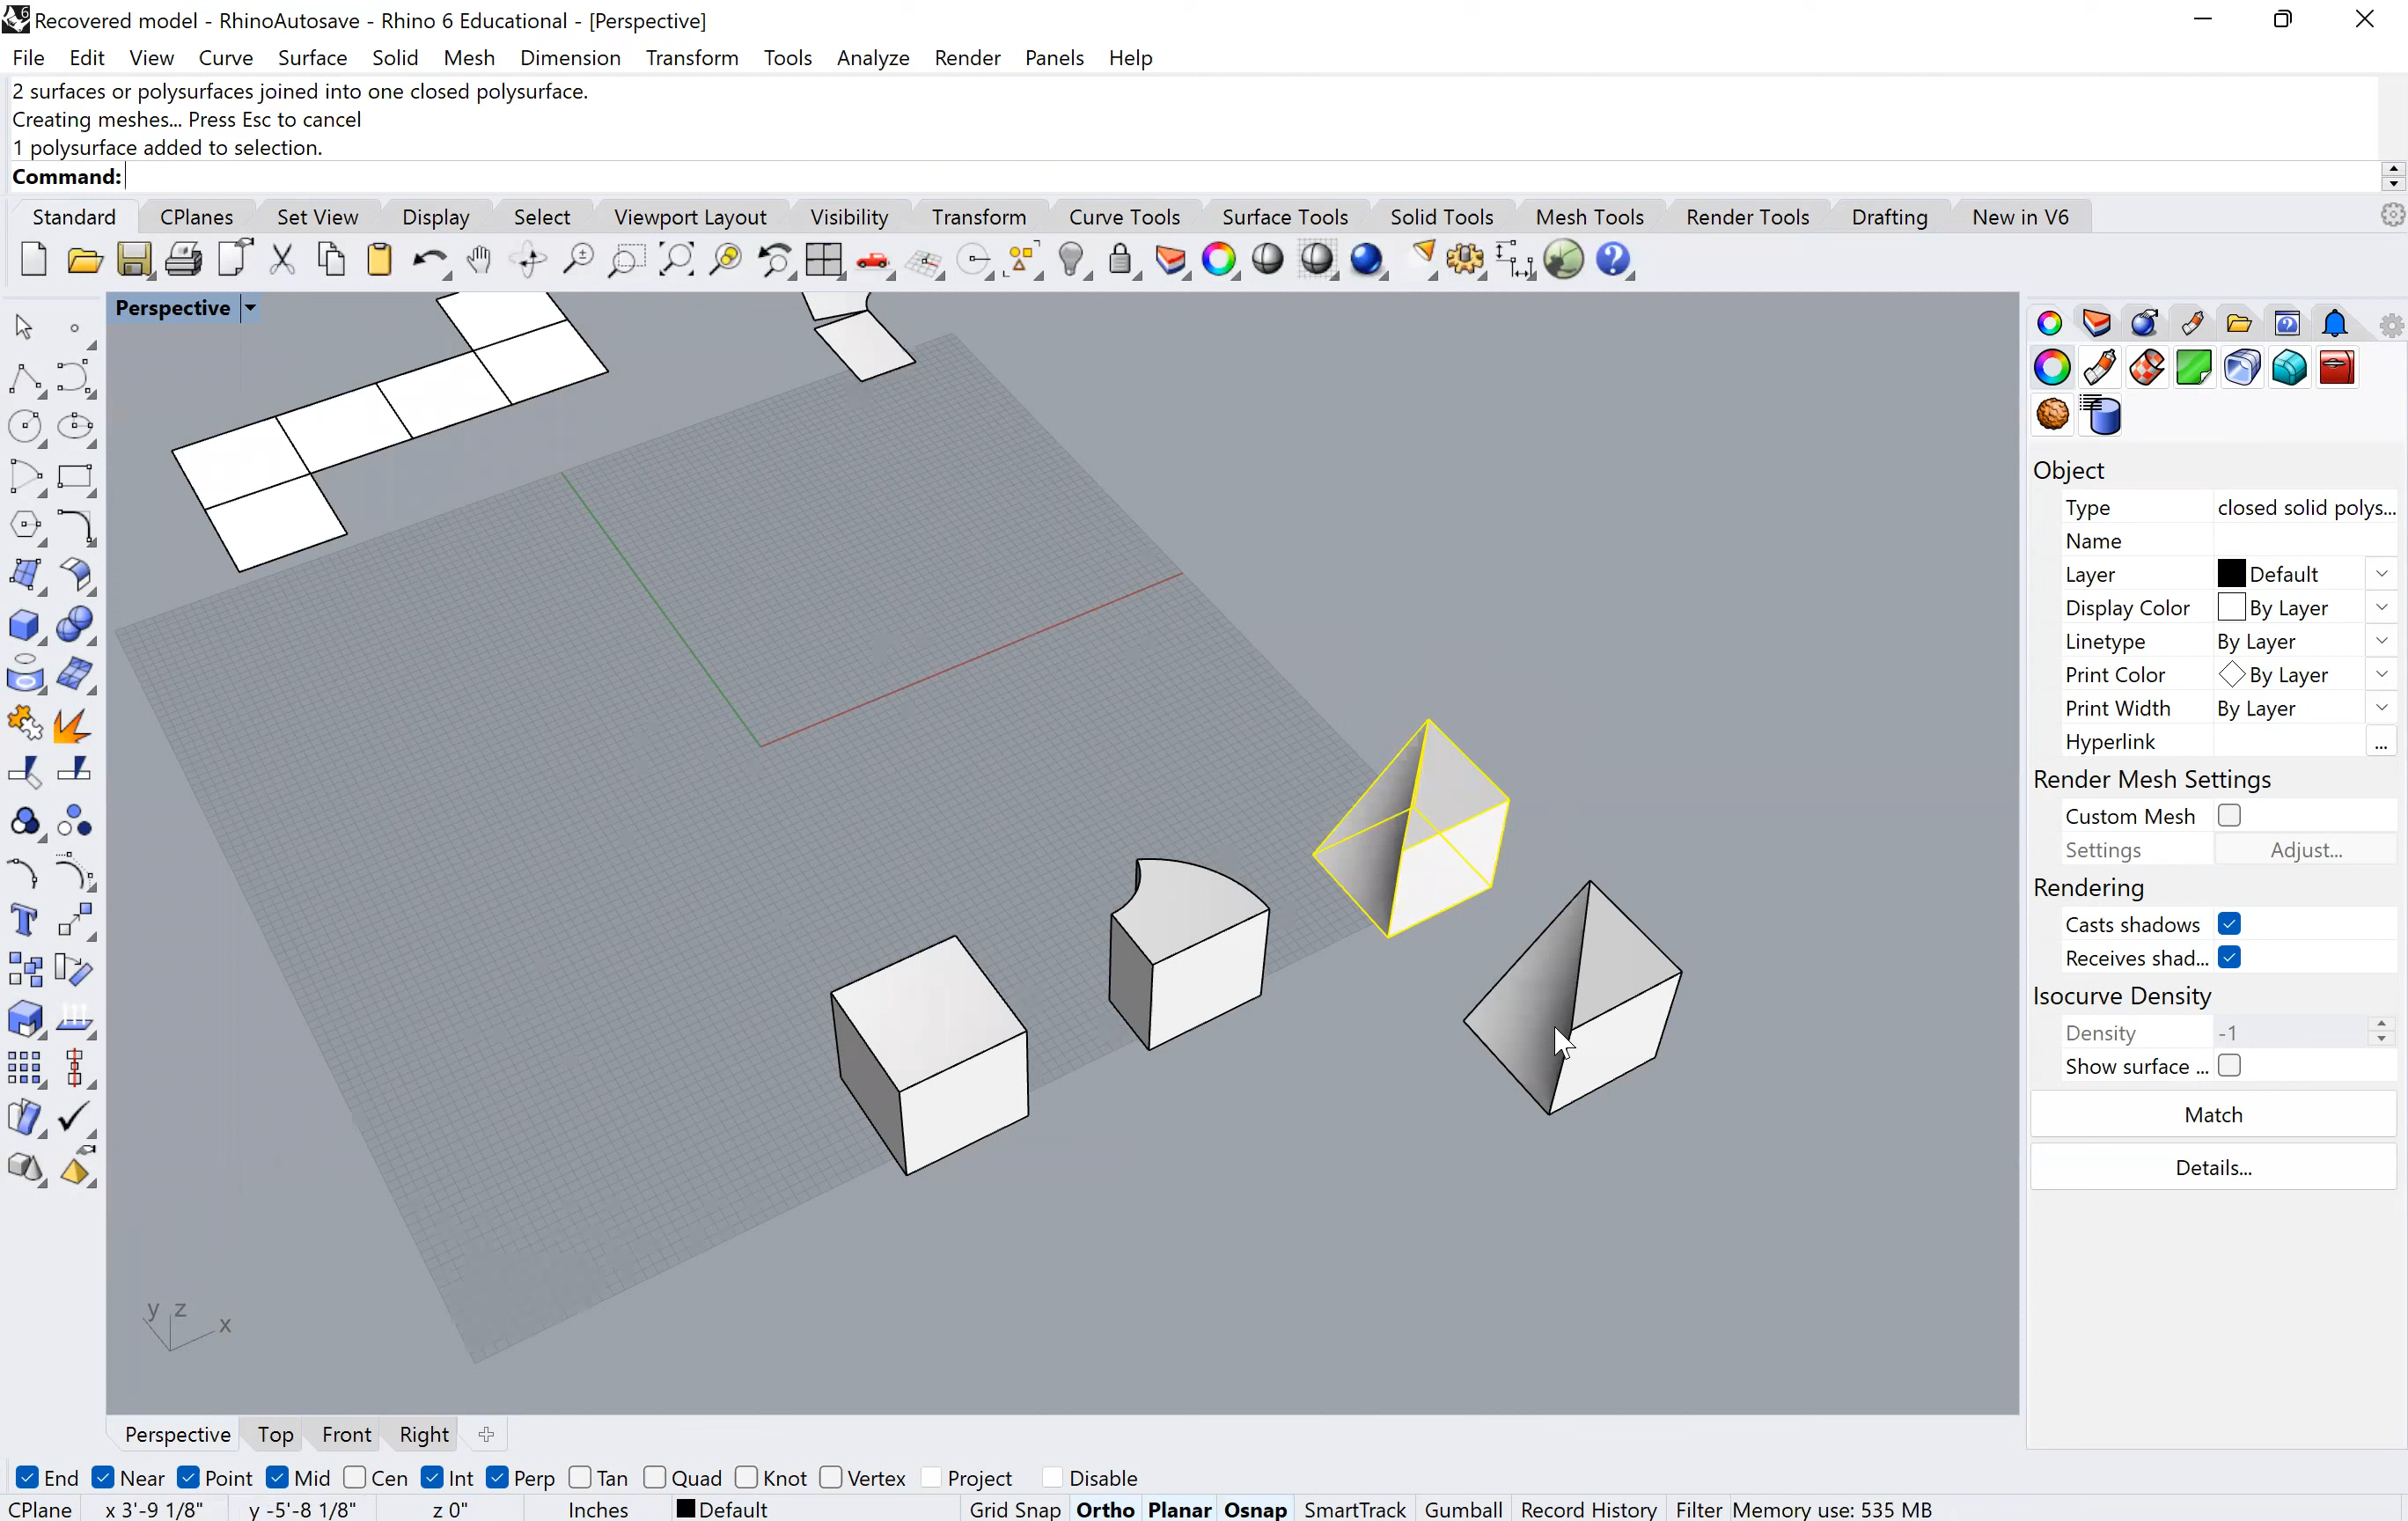 Recovered model - RhinoAutosave - Rhino 6 Educational - [Perspective]
File Edit View Curve Surface Solid Mesh Dimension Transform Tools Analyze Render Panels Help
2 surfaces or polysurfaces joined into one closed polysurface.
Creating meshes... Press Esc to cancel
1 polysurface added to selection.
Command:
Standard CPlanes Set View Display Select Viewport Layout Visibility Transform Curve Tools Surface Tools Solid Tools Mesh Tools Render Tools Drafting New in V6
Perspective
Object
Type closed solid polys...
Name
Layer Default
Display Color By Layer
Linetype By Layer
Print Color By Layer
Print Width By Layer
Hyperlink ...
Render Mesh Settings
Custom Mesh
Settings Adjust...
Rendering
Casts shadows
Receives shad...
Isocurve Density
Density -1
Show surface ...
Match
Details...
y z x
Perspective Top Front Right
End Near Point Mid Cen Int Perp Tan Quad Knot Vertex Project Disable
CPlane x 3'-9 1/8" y -5'-8 1/8" z 0" Inches Default Grid Snap Ortho Planar Osnap SmartTrack Gumball Record History Filter Memory use: 535 MB